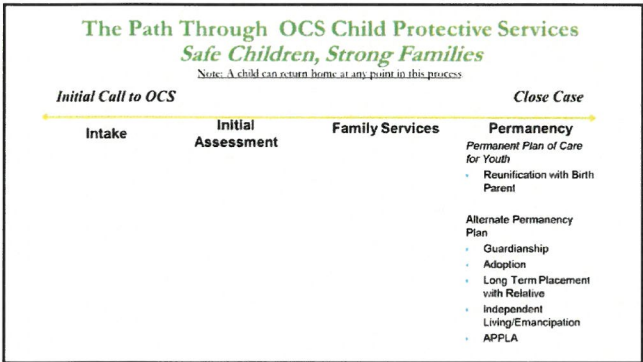 The Path Through OCS Child Protective Services
Safe Children, Strong Families
Note: A child can return home at any point in this process
Initial Call to OCS
Close Case
Intake
Initial
Assessment
Family Services
Permanency
Permanent Plan of Care
for Youth
Reunification with Birth
Parent
Alternate Permanency
Plan
Guardianship
Adoption
Long Term Placement
with Relative
Independent
Living/Emancipation
APPLA